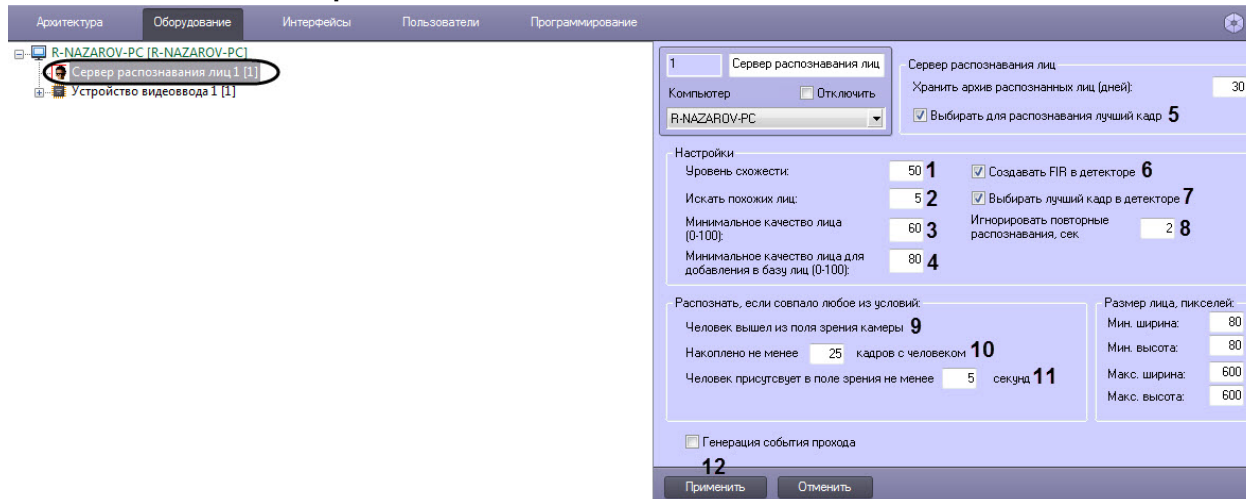 Архитектура Оборудование Интерфейсы Пользователи Программирование
R-NAZAROV-PC [R-NAZAROV-PC]
Сервер распознавания лиц 1 [1]
Устройство видеоввода 1 [1]
1 Сервер распознавания лиц
Компьютер Отключить
R-NAZAROV-PC
Сервер распознавания лиц
Хранить архив распознанных лиц (дней): 30
Выбирать для распознавания лучший кадр 5
Настройки
Уровень схожести: 50 1
Создавать FIR в детекторе 6
Искать похожих лиц: 5 2
Выбирать лучший кадр в детекторе 7
Минимальное качество лица
(0-100): 60 3
Игнорировать повторные
распознавания, сек 2 8
Минимальное качество лица для
добавления в базу лиц (0-100): 80 4
Распознать, если совпало любое из условий:
Человек вышел из поля зрения камеры 9
Накоплено не менее 25 кадров с человеком 10
Человек присутсвует в поле зрения не менее 5 секунд 11
Размер лица, пикселей:
Мин. ширина: 80
Мин. высота: 80
Макс. ширина: 600
Макс. высота: 600
Генерация события прохода
12
Применить Отменить